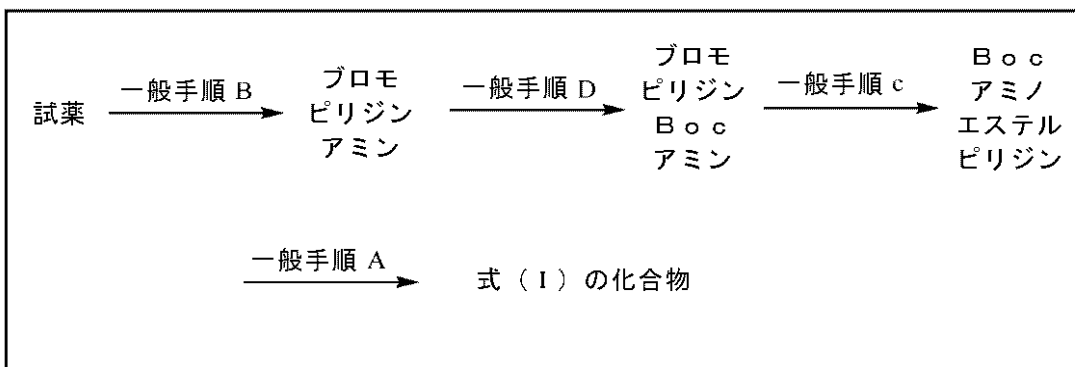 試薬
一般手順 B
ブロモ
ピリジン
アミン
一般手順 D
ブロモ
ピリジン
Ｂｏｃ
アミン
一般手順 c
Ｂｏｃ
アミノ
エステル
ピリジン
一般手順 A
式（I）の化合物